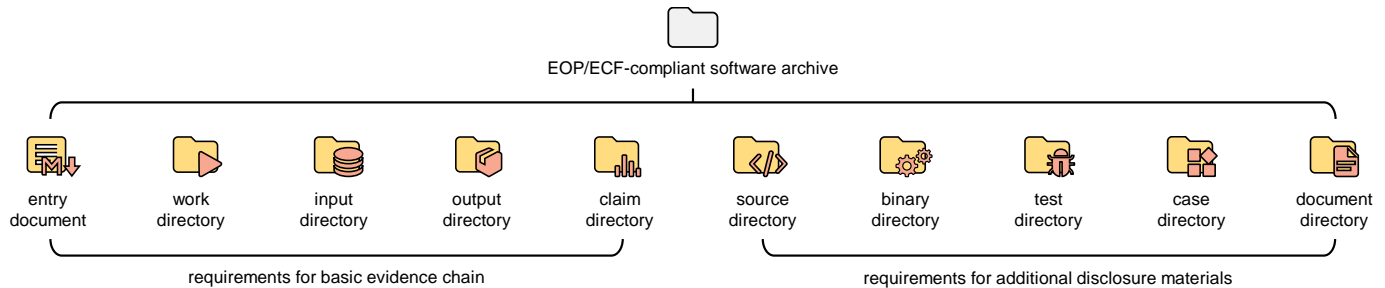 EOP/ECF-compliant software archive
entry
document
work
directory
input
directory
output
directory
claim
directory
source
directory
binary
directory
test
directory
case
directory
document
directory
requirements for basic evidence chain
requirements for additional disclosure materials